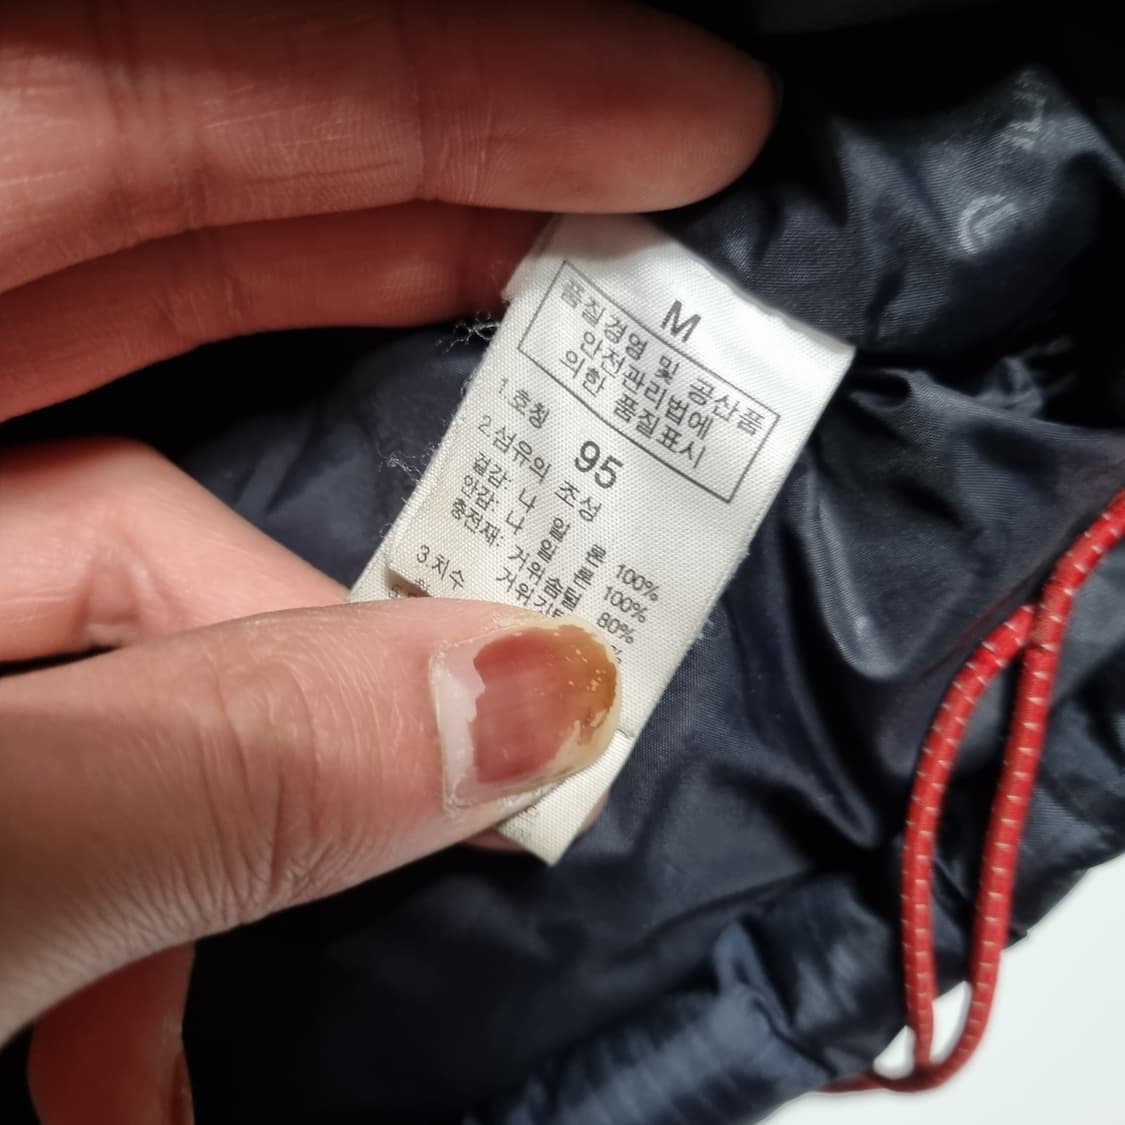 M
품질경영 및 공산품
안전관리법에
의한 품질표시
1.호칭 95
2.섬유의 조성
겉감: 나 일 론 100%
안감: 나 일 론 100%
충전재: 거위솜털 80%
거위깃털
3.치수